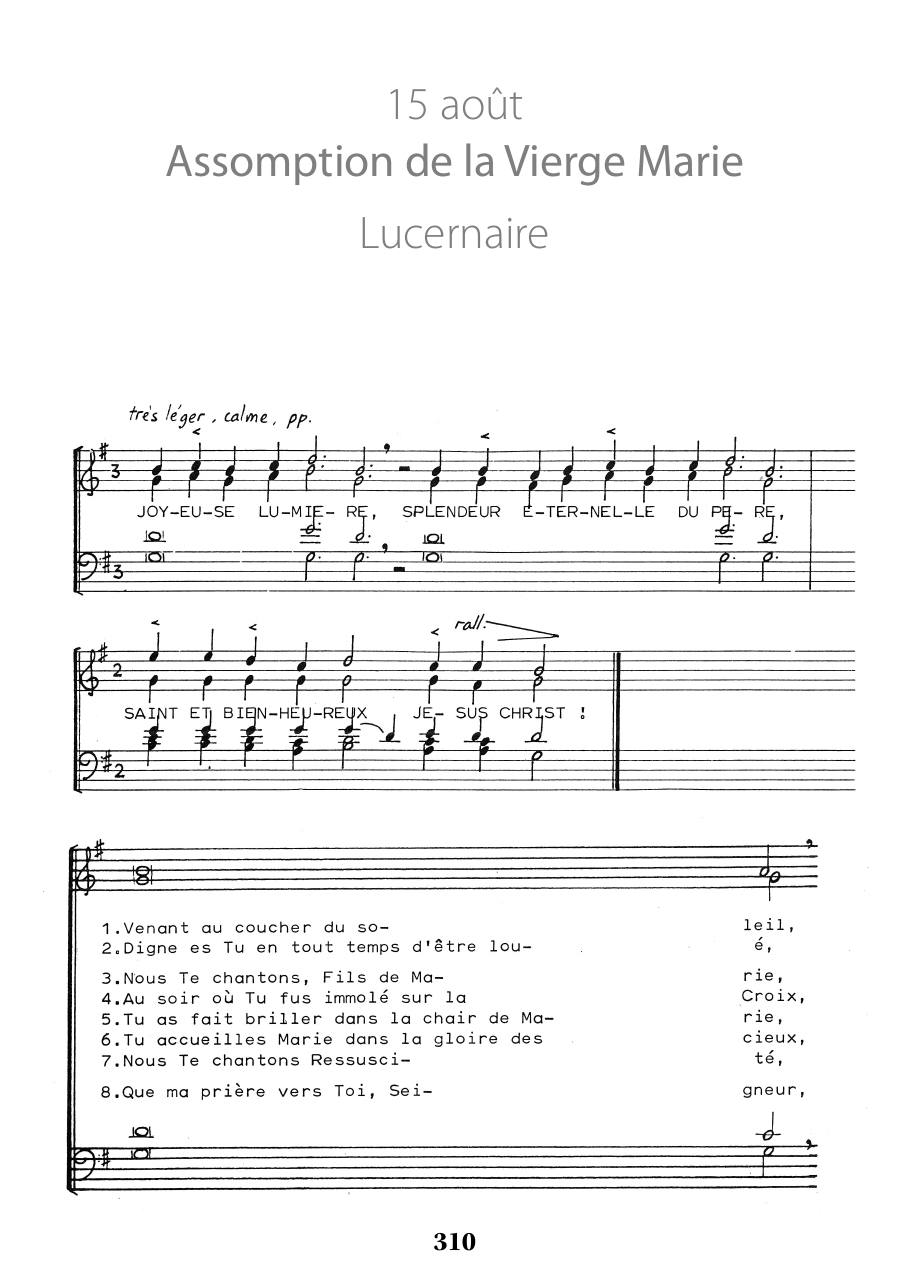 15 août
Assomption de la Vierge Marie
Lucernaire
très léger, calme, pp.
JOY-EU-SE LU-MIE-RE, SPLENDEUR E-TER-NEL-LE DU PE-RE,
rall.
SAINT ET BIEN-HEU-REUX JE-SUS CHRIST !
1.Venant au coucher du so- leil,
2.Digne es Tu en tout temps d'être lou- é,
3.Nous Te chantons, Fils de Ma- rie,
4.Au soir où Tu fus immolé sur la Croix,
5.Tu as fait briller dans la chair de Ma- rie,
6.Tu accueilles Marie dans la gloire des cieux,
7.Nous Te chantons Ressusci- té,
8.Que ma prière vers Toi, Sei- gneur,
310